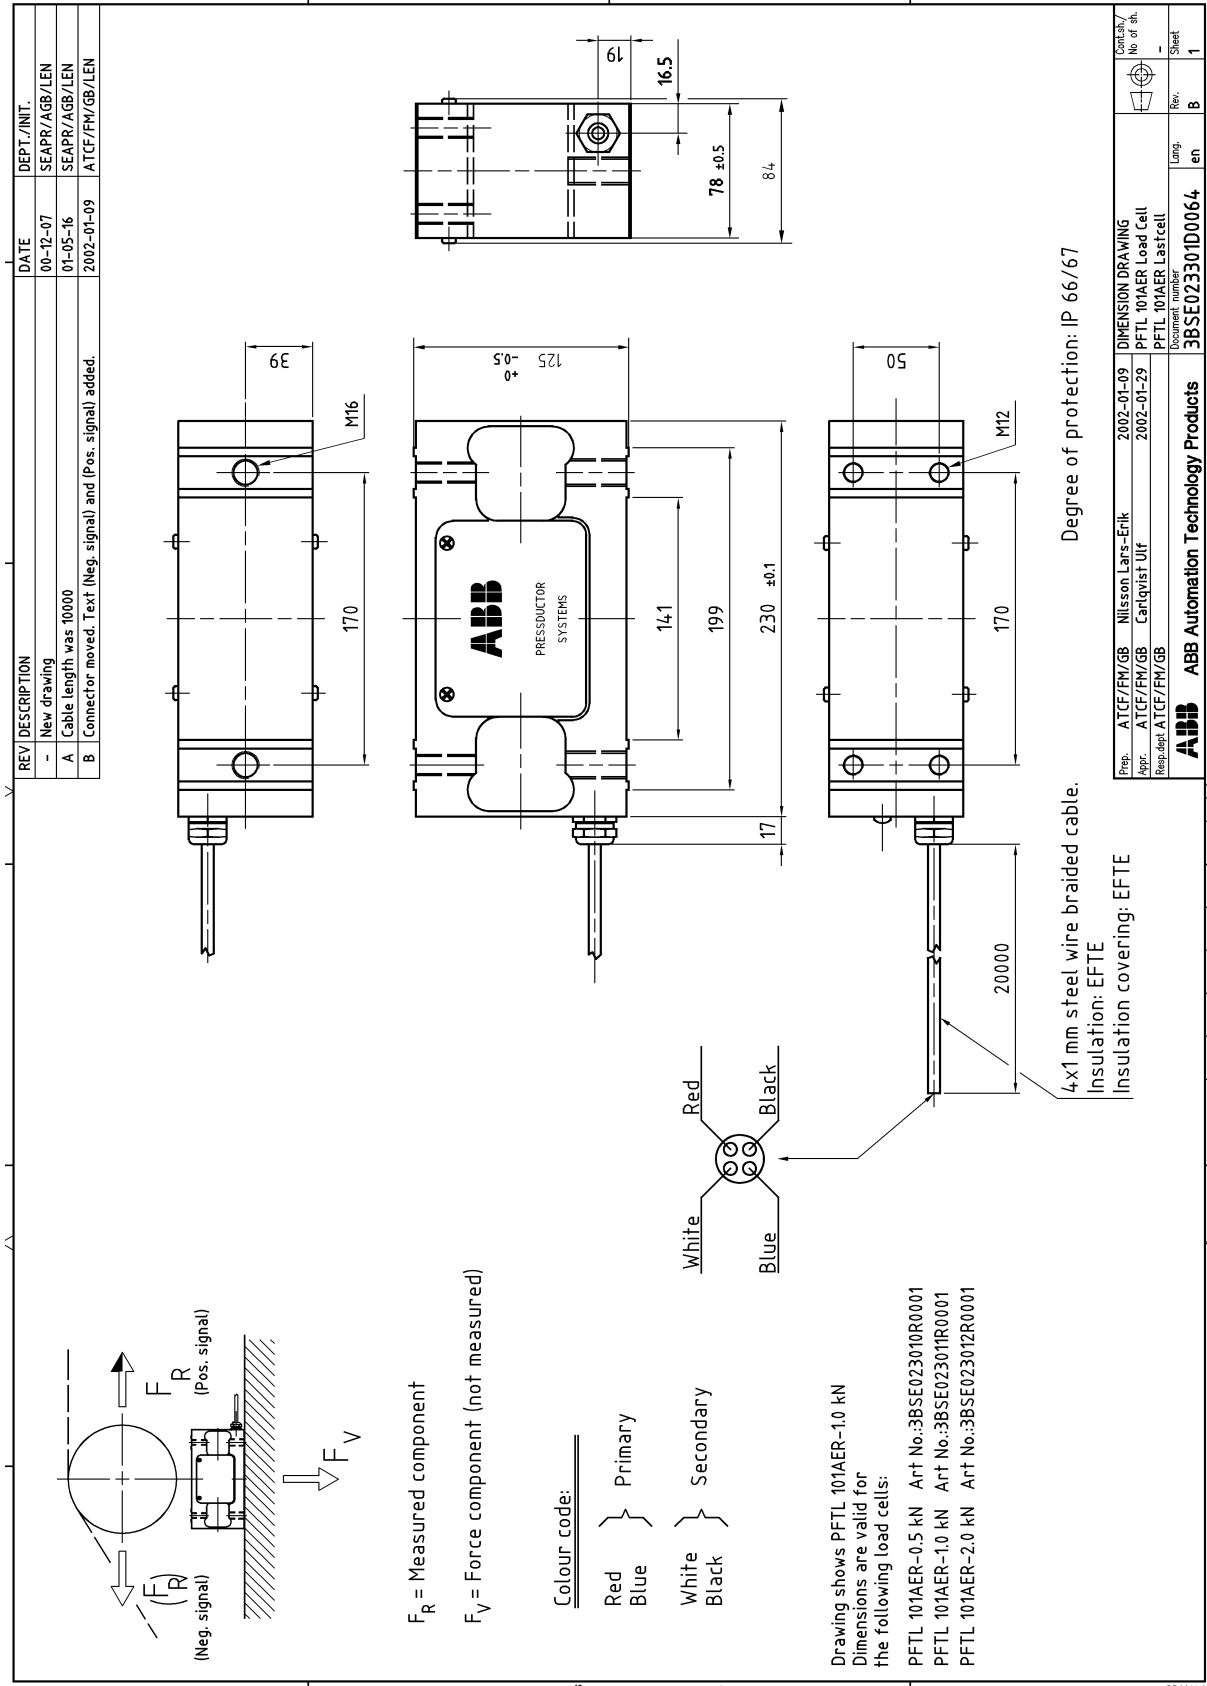 REV DESCRIPTION DATE DEPT./INIT.
- New drawing 00-12-07 SEAPR/AGB/LEN
A Cable length was 10000 01-05-16 SEAPR/AGB/LEN
B Connector moved. Text (Neg. signal) and (Pos. signal) added. 2002-01-09 ATCF/FM/GB/LEN
F R
(Pos. signal)
(F R)
(Neg. signal)
F V
39
M16
170
19
16.5
78 ±0.5
84
125 +0 -0.5
ABB
PRESSDUCTOR
SYSTEMS
141
199
230 ±0.1
17
50
M12
170
20000
FR = Measured component
FV = Force component (not measured)
Colour code:
Red
Blue
Primary
White
Black
Secondary
White
Red
Blue
Black
Drawing shows PFTL 101AER-1.0 kN
Dimensions are valid for
the following load cells:
PFTL 101AER-0.5 kN Art No.:3BSE023010R0001
PFTL 101AER-1.0 kN Art No.:3BSE023011R0001
PFTL 101AER-2.0 kN Art No.:3BSE023012R0001
4x1 mm steel wire braided cable.
Insulation: EFTE
Insulation covering: EFTE
Degree of protection: IP 66/67
Prep. ATCF/FM/GB Nilsson Lars-Erik 2002-01-09
Appr. ATCF/FM/GB Carlqvist Ulf 2002-01-29
Resp.dept ATCF/FM/GB
ABB ABB Automation Technology Products
DIMENSION DRAWING
PFTL 101AER Load Cell
PFTL 101AER Lastcell
Document number
3BSE023301D0064
Lang.
en
Rev.
B
Cont.sh./
No of sh.
-
Sheet
1